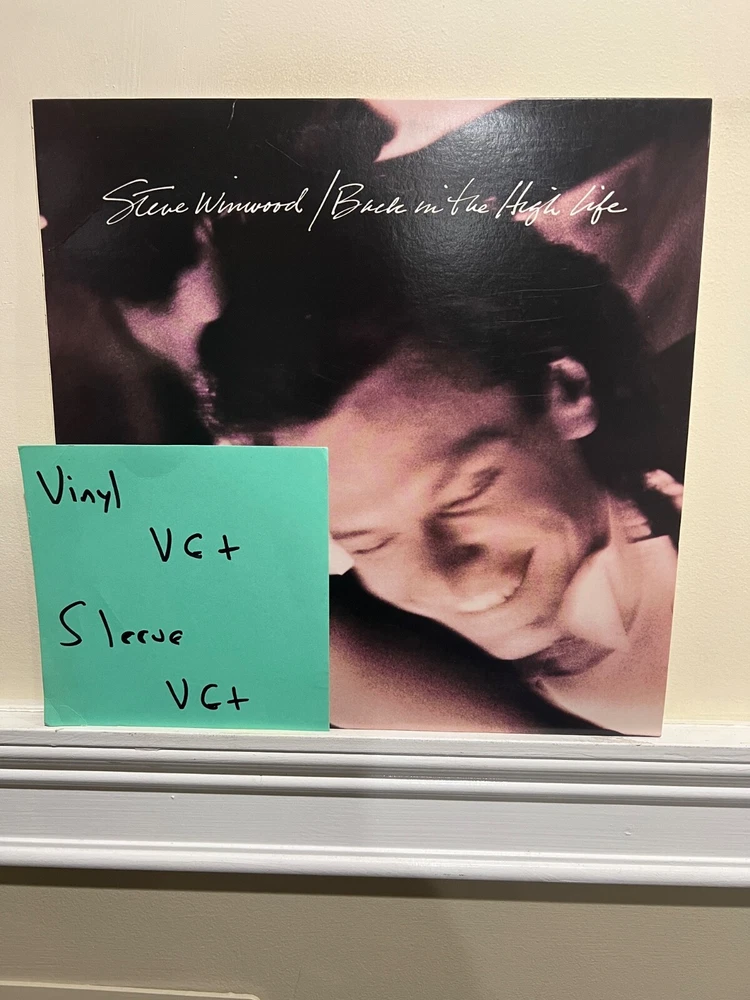 Steve Winwood / Back in the High Life
Vinyl
VG+
Sleeve
VG+